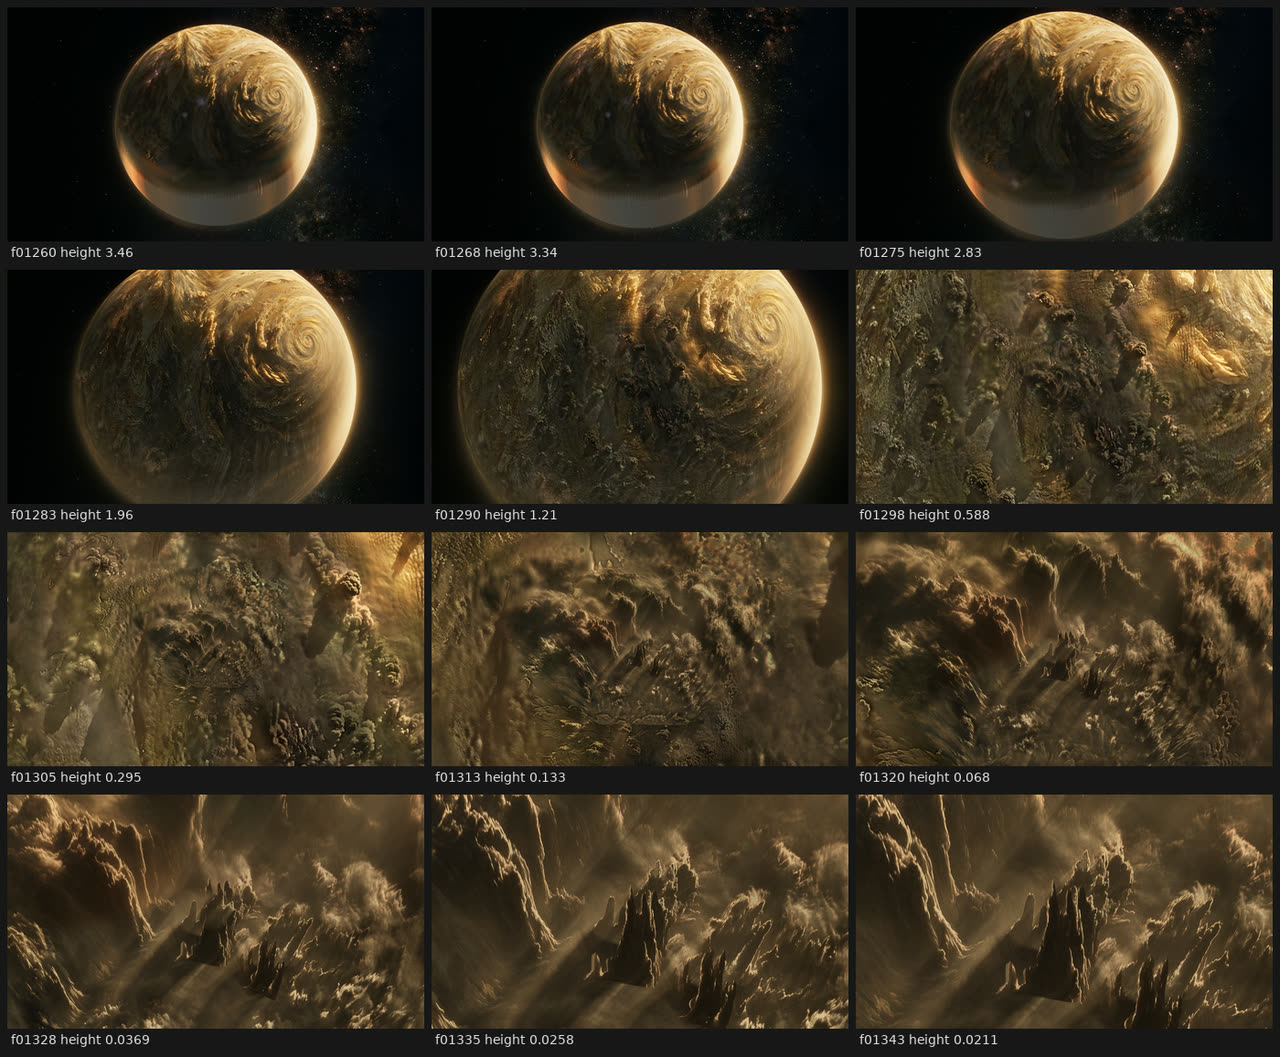 f01260 height 3.46
f01268 height 3.34
f01275 height 2.83
f01283 height 1.96
f01290 height 1.21
f01298 height 0.588
f01305 height 0.295
f01313 height 0.133
f01320 height 0.068
f01328 height 0.0369
f01335 height 0.0258
f01343 height 0.0211